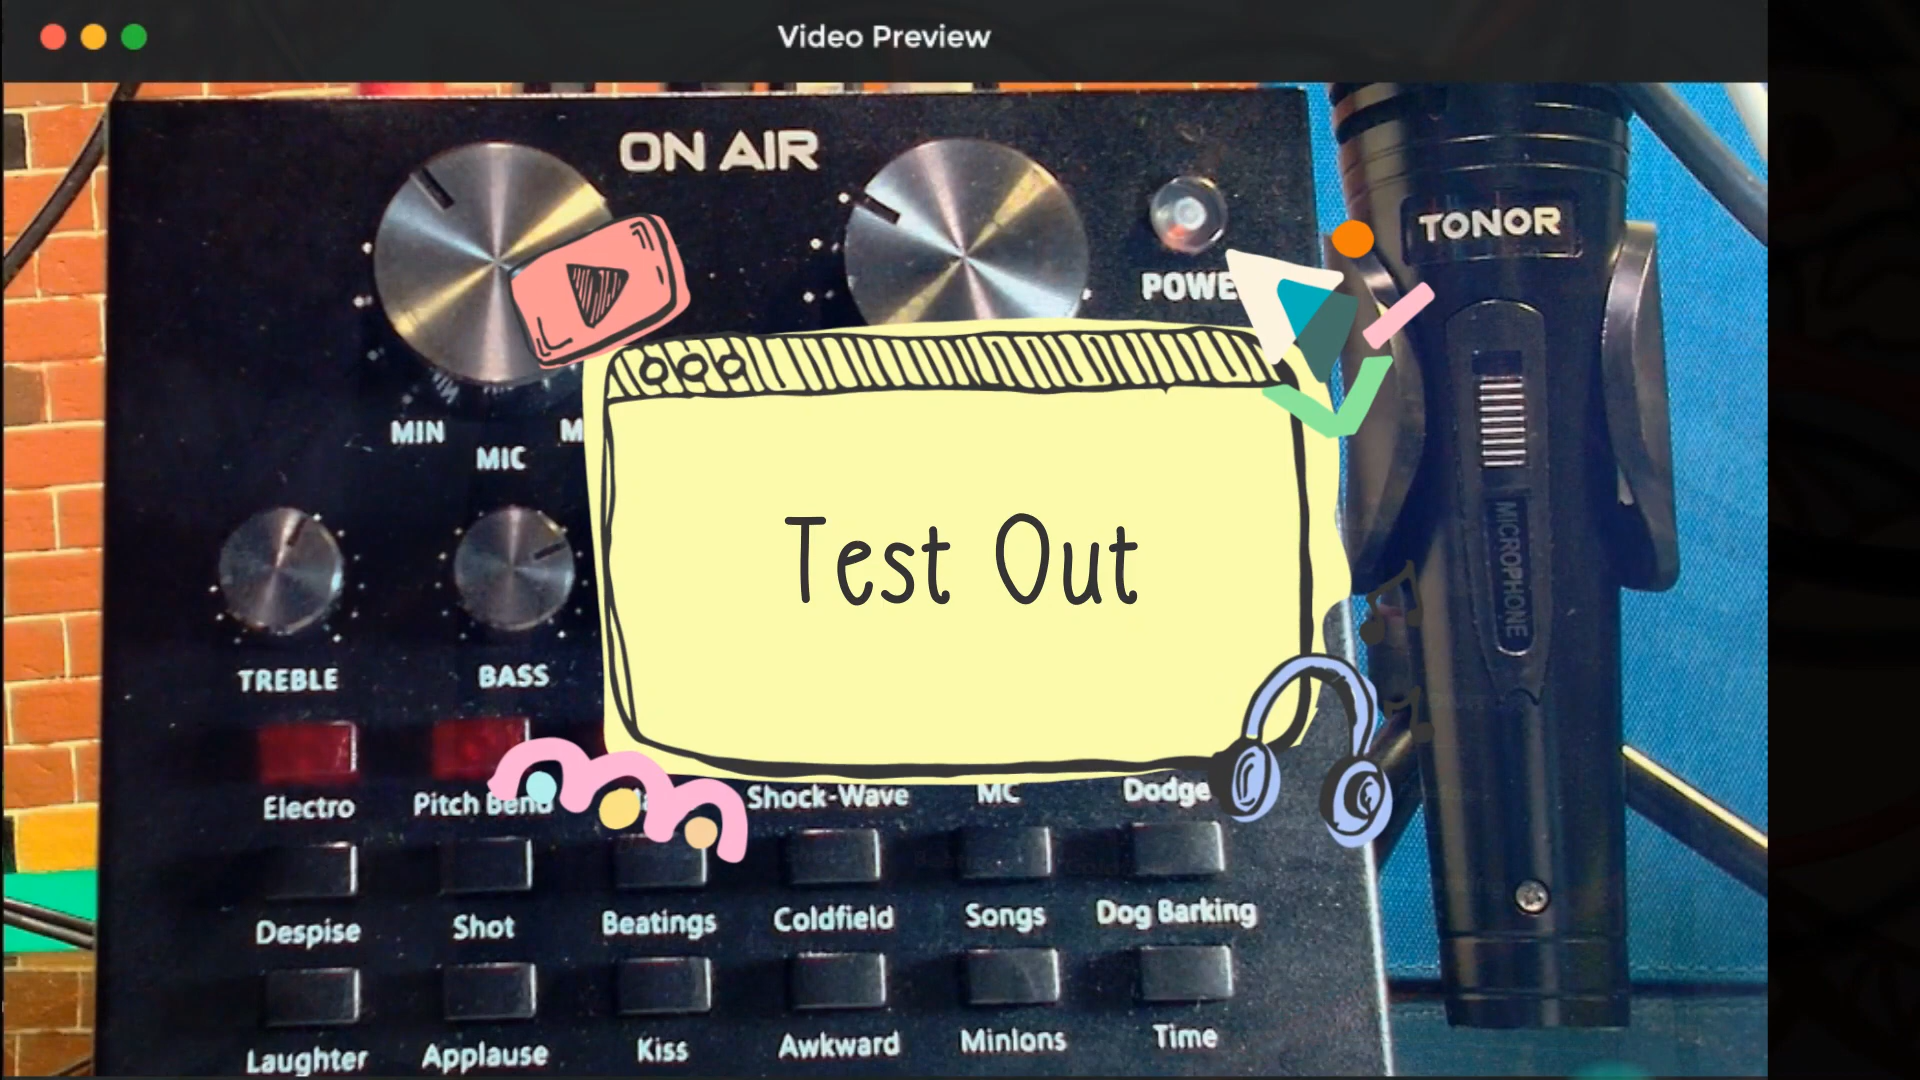 Video Preview
ON AIR
TONOR
POWE
MIN
MIC
Test Out
MICROPHONE
TREBLE
BASS
Electro
Pitch Bend
Shock-Wave
MC
Dodge
Despise
Shot
Beatings
Coldfield
Songs
Dog Barking
Laughter
Applause
Kiss
Awkward
Minions
Time